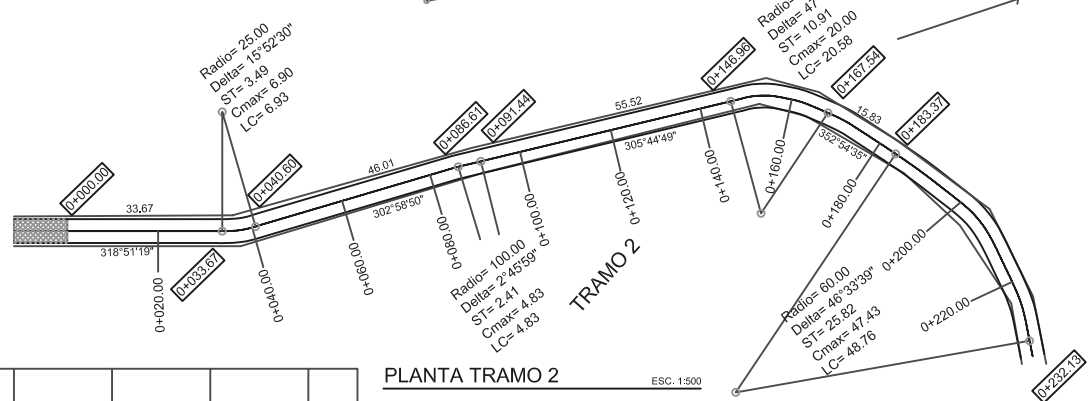 Radio= 25.00
Delta= 15°52'30"
ST= 3.49
Cmax= 6.90
LC= 6.93
0+000.00
33.67
318°51'19"
0+020.00
0+033.67
0+040.60
0+040.00
46.01
302°58'50"
0+060.00
0+080.00
0+086.61
0+091.44
Radio= 100.00
Delta= 2°45'59"
ST= 2.41
Cmax= 4.83
LC= 4.83
0+100.00
55.52
305°44'49"
0+120.00
0+140.00
0+146.96
Radio=
Delta= 47
ST= 10.91
Cmax= 20.00
LC= 20.58
0+160.00
0+167.54
15.83
352°54'35"
0+180.00
0+183.37
0+200.00
0+220.00
Radio= 60.00
Delta= 46°33'39"
ST= 25.82
Cmax= 47.43
LC= 48.76
0+232.13
TRAMO 2
PLANTA TRAMO 2
ESC. 1:500